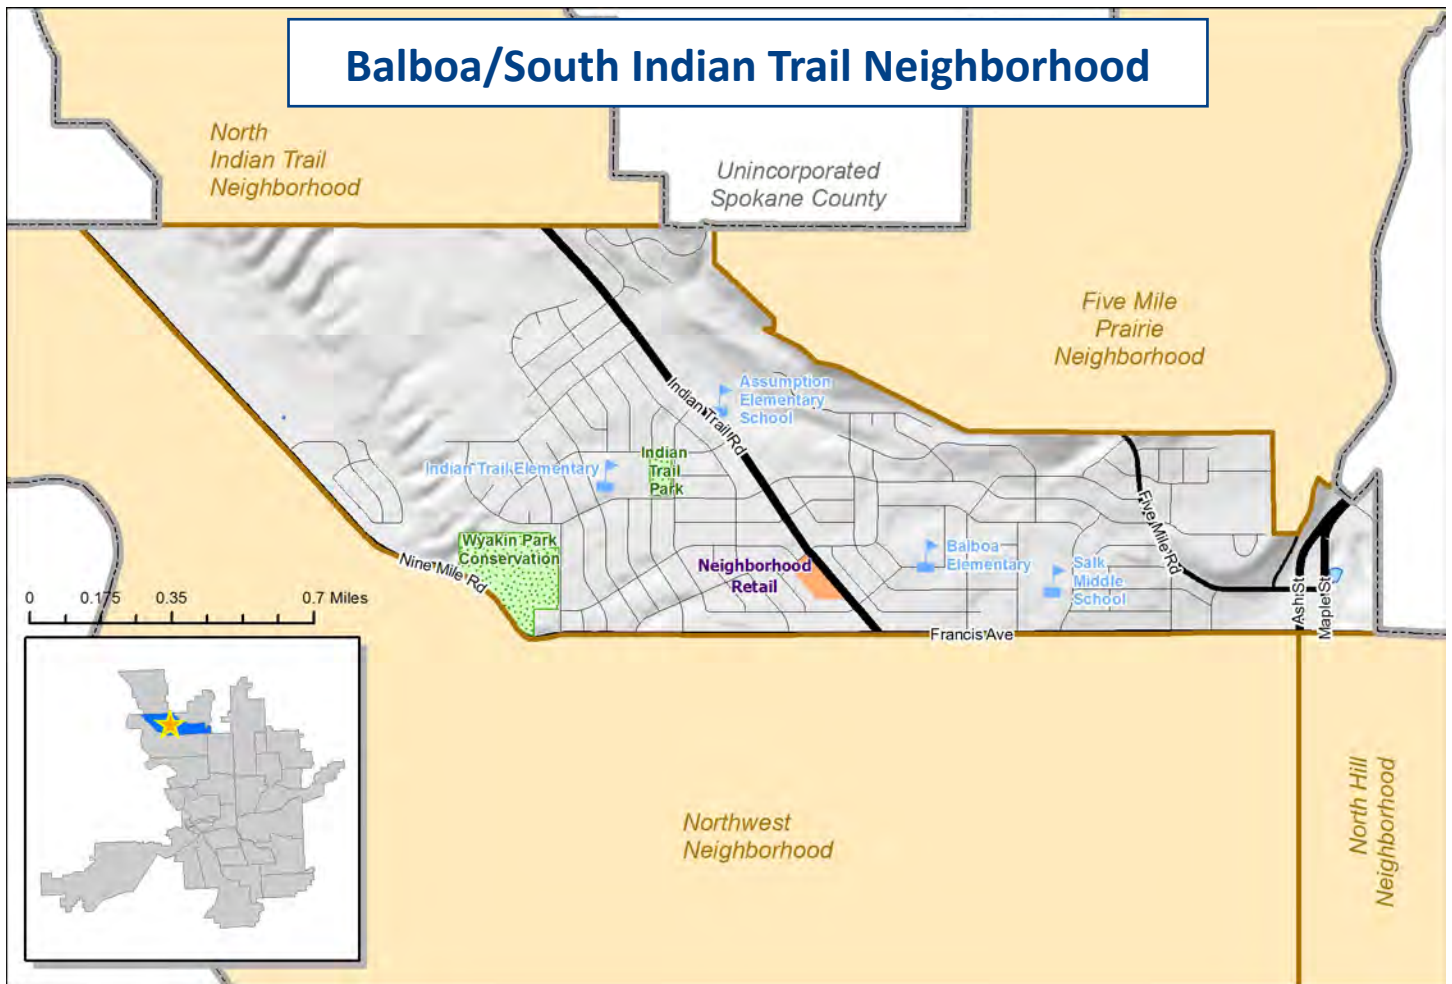 Balboa/South Indian Trail Neighborhood
North
Indian Trail
Neighborhood
Unincorporated
Spokane County
Five Mile
Prairie
Neighborhood
Assumption
Elementary
School
Indian Trail Rd
Indian
Trail
Park
Indian Trail Elementary
Five Mile Rd
Wyakin Park
Conservation
Nine Mile Rd
Neighborhood
Retail
Balboa
Elementary
Salk
Middle
School
Ash St
Maple St
Francis Ave
0 0.175 0.35 0.7 Miles
Northwest
Neighborhood
North Hill
Neighborhood